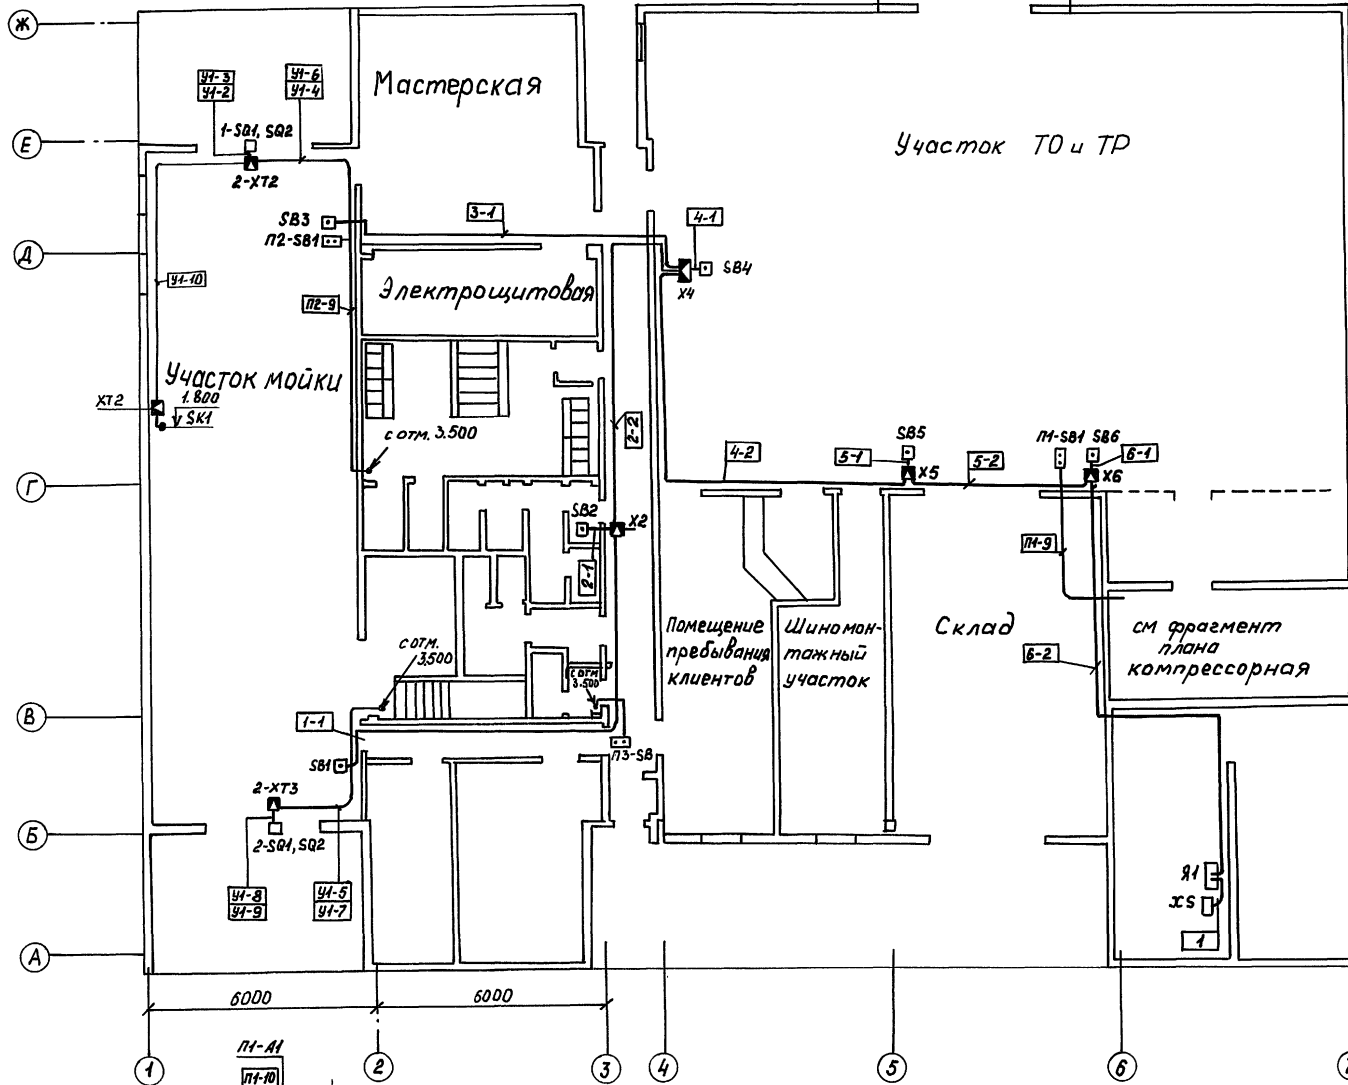 Ж
Мастерская
У1-3
У1-2
У1-6
У1-4
1-SQ1, SQ2
2-XT2
Е
Участок ТО и ТР
SB3
П2-SB1
3-1
4-1
SB4
X4
Д
У1-10
П2-9
Электрощитовая
Участок мойки
XT2
1.800
SK1
с отм. 3.500
2-2
4-2
5-1
SB5
X5
5-2
П1-SB1
SB6
6-1
X6
Г
SB2
X2
2-1
П1-9
Помещение
пребывания
клиентов
Шиномон-
тажный
участок
Склад
6-2
см фрагмент
плана
компрессорная
с отм.
3.500
с отм
3.500
В
1-1
SB1
П3-SB
2-XT3
Б
2-SQ1, SQ2
У1-8
У1-9
У1-5
У1-7
Я1
XS
1
А
6000
6000
П1-А1
П1-10
1
2
3
4
5
6